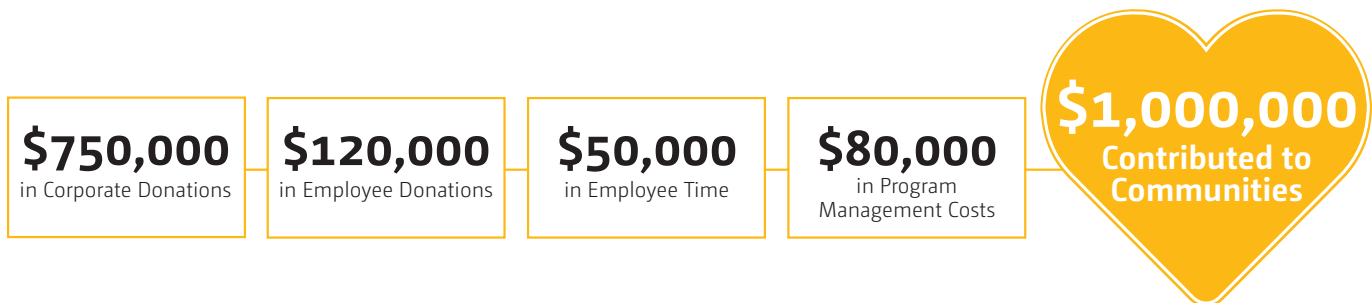 $750,000
in Corporate Donations
$120,000
in Employee Donations
$50,000
in Employee Time
$80,000
in Program
Management Costs
$1,000,000
Contributed to
Communities